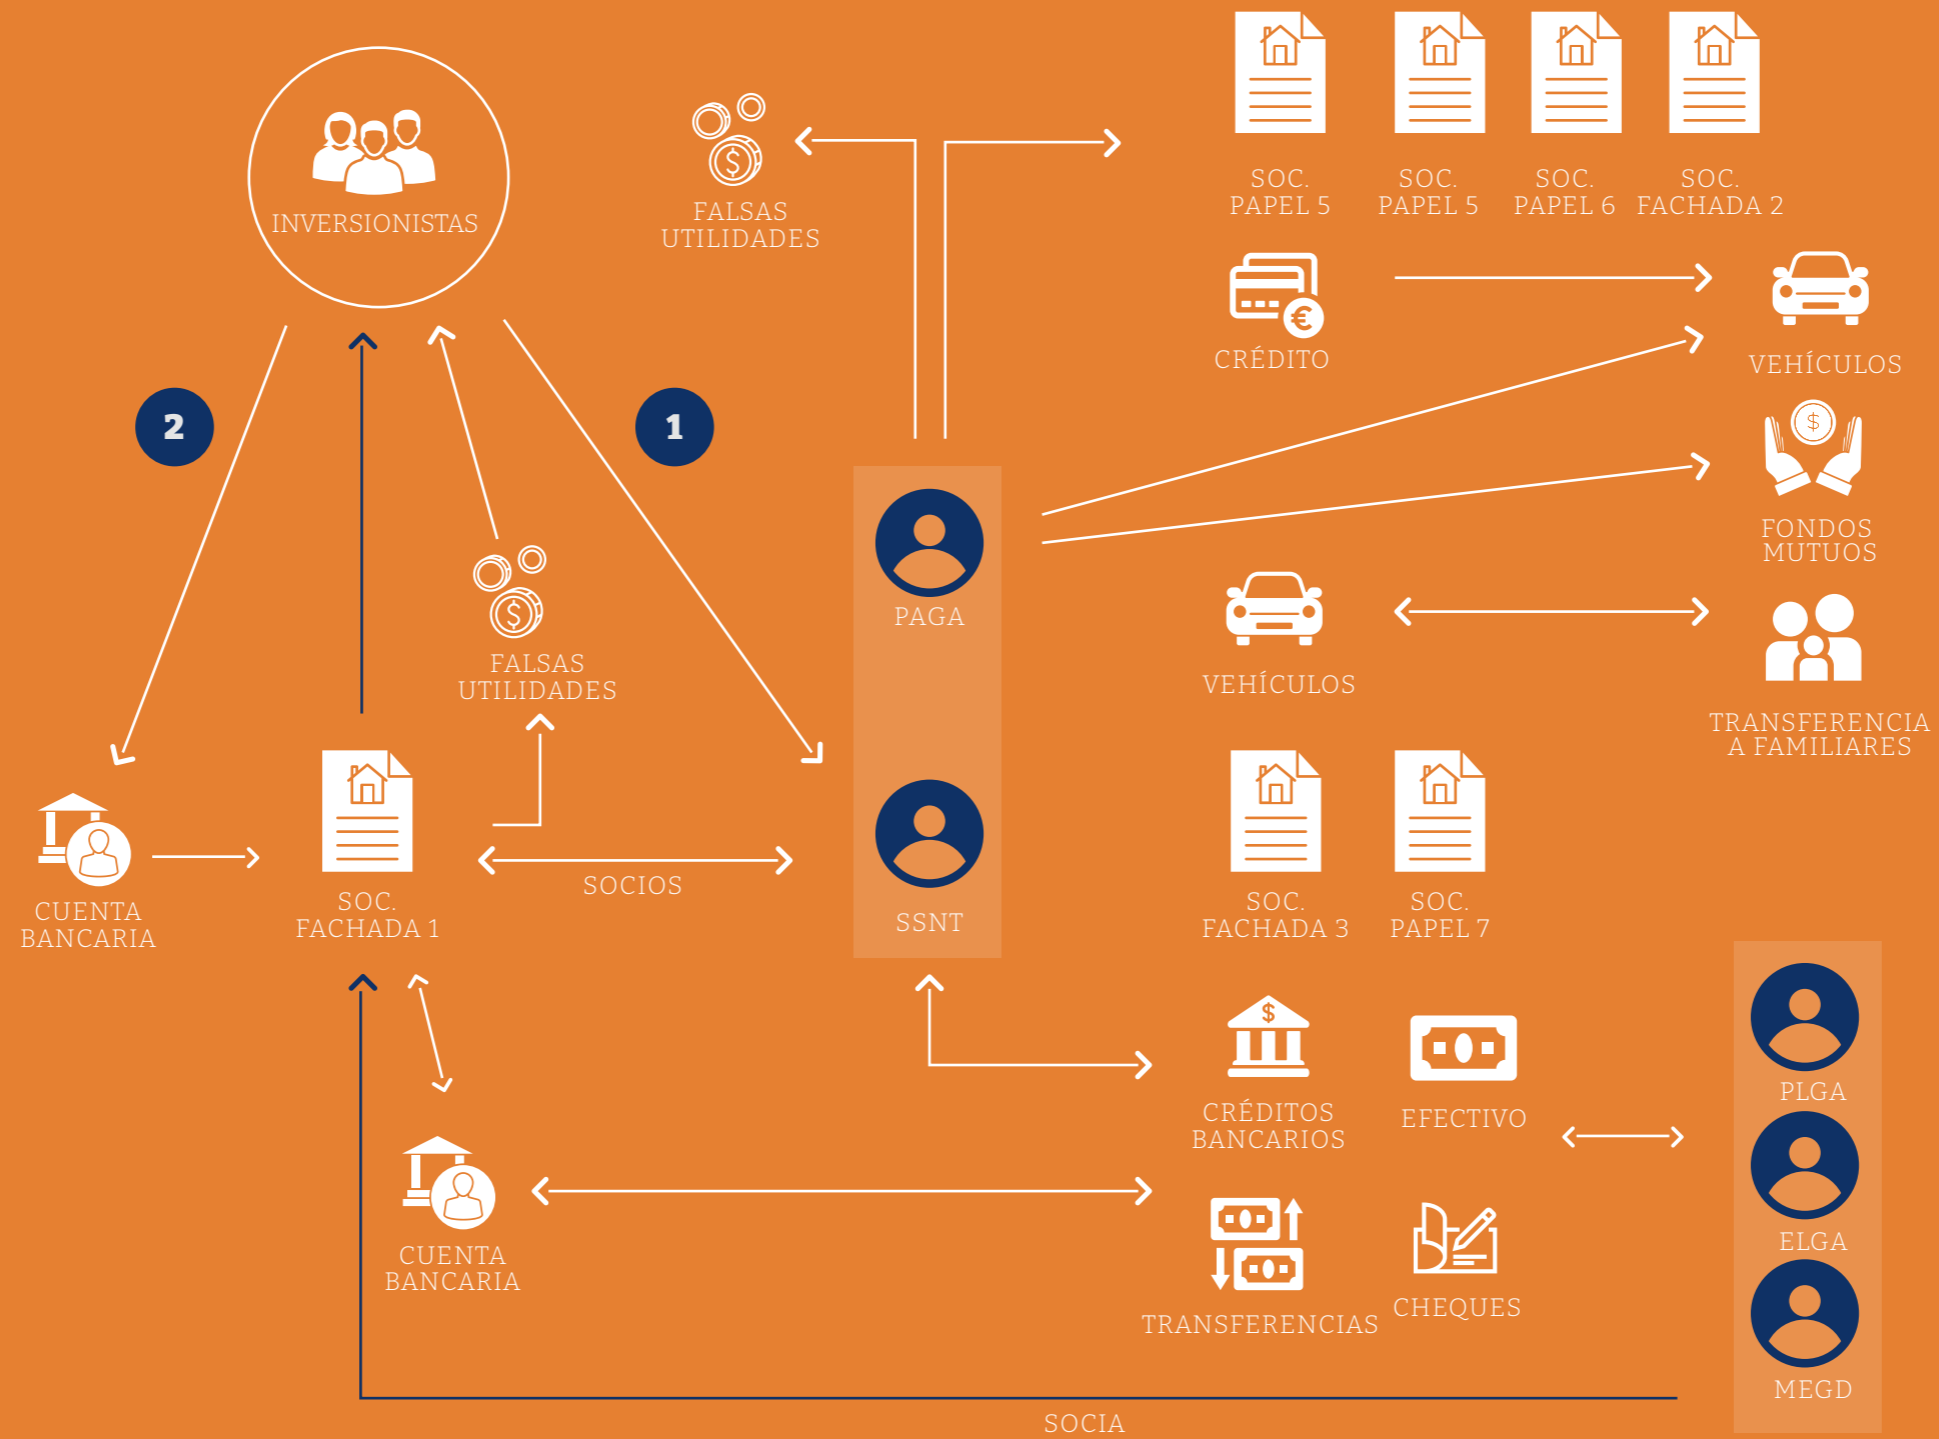 INVERSIONISTAS
FALSAS
UTILIDADES
SOC.
PAPEL 5
SOC.
PAPEL 5
SOC.
PAPEL 6
SOC.
FACHADA 2
CRÉDITO
VEHÍCULOS
2
1
FONDOS
MUTUOS
PAGA
FALSAS
UTILIDADES
VEHÍCULOS
TRANSFERENCIA
A FAMILIARES
CUENTA
BANCARIA
SOC.
FACHADA 1
SOCIOS
SSNT
SOC.
FACHADA 3
SOC.
PAPEL 7
CRÉDITOS
BANCARIOS
EFECTIVO
PLGA
ELGA
CUENTA
BANCARIA
TRANSFERENCIAS
CHEQUES
MEGD
SOCIA